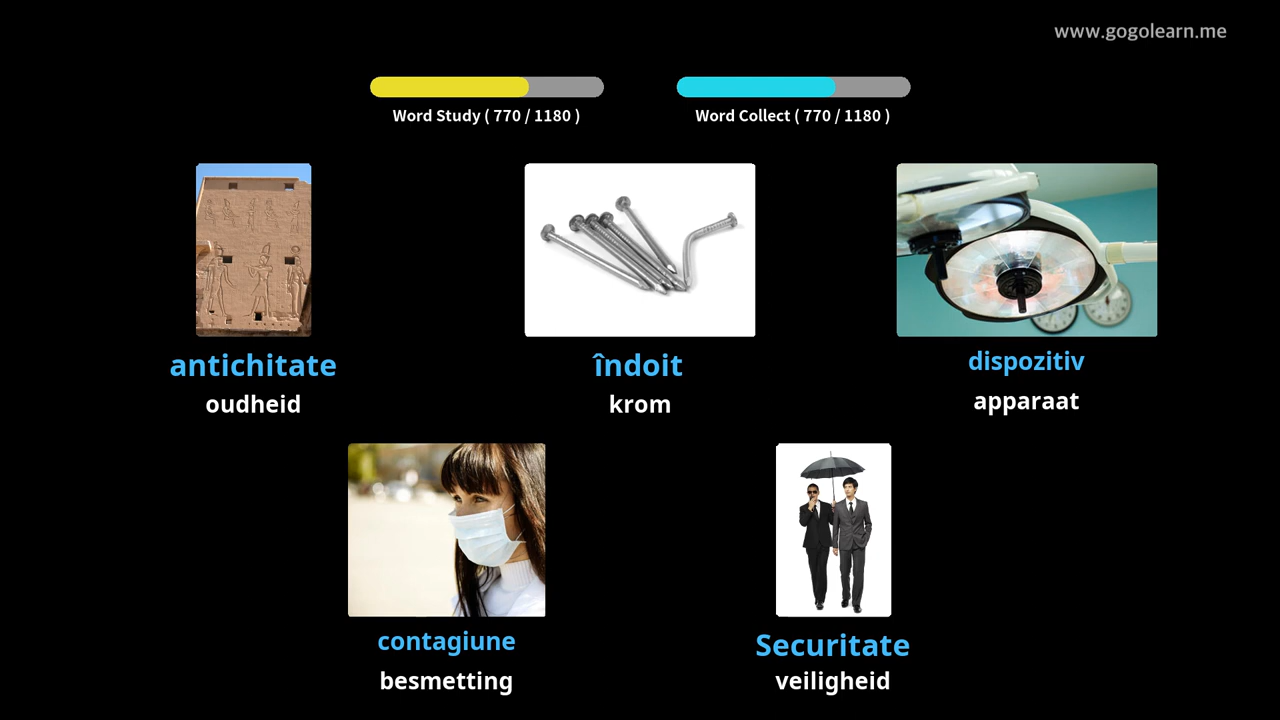 www.gogolearn.me
Word Study ( 770 / 1180 )
Word Collect ( 770 / 1180 )
antichitate
oudheid
îndoit
krom
dispozitiv
apparaat
contagiune
besmetting
Securitate
veiligheid